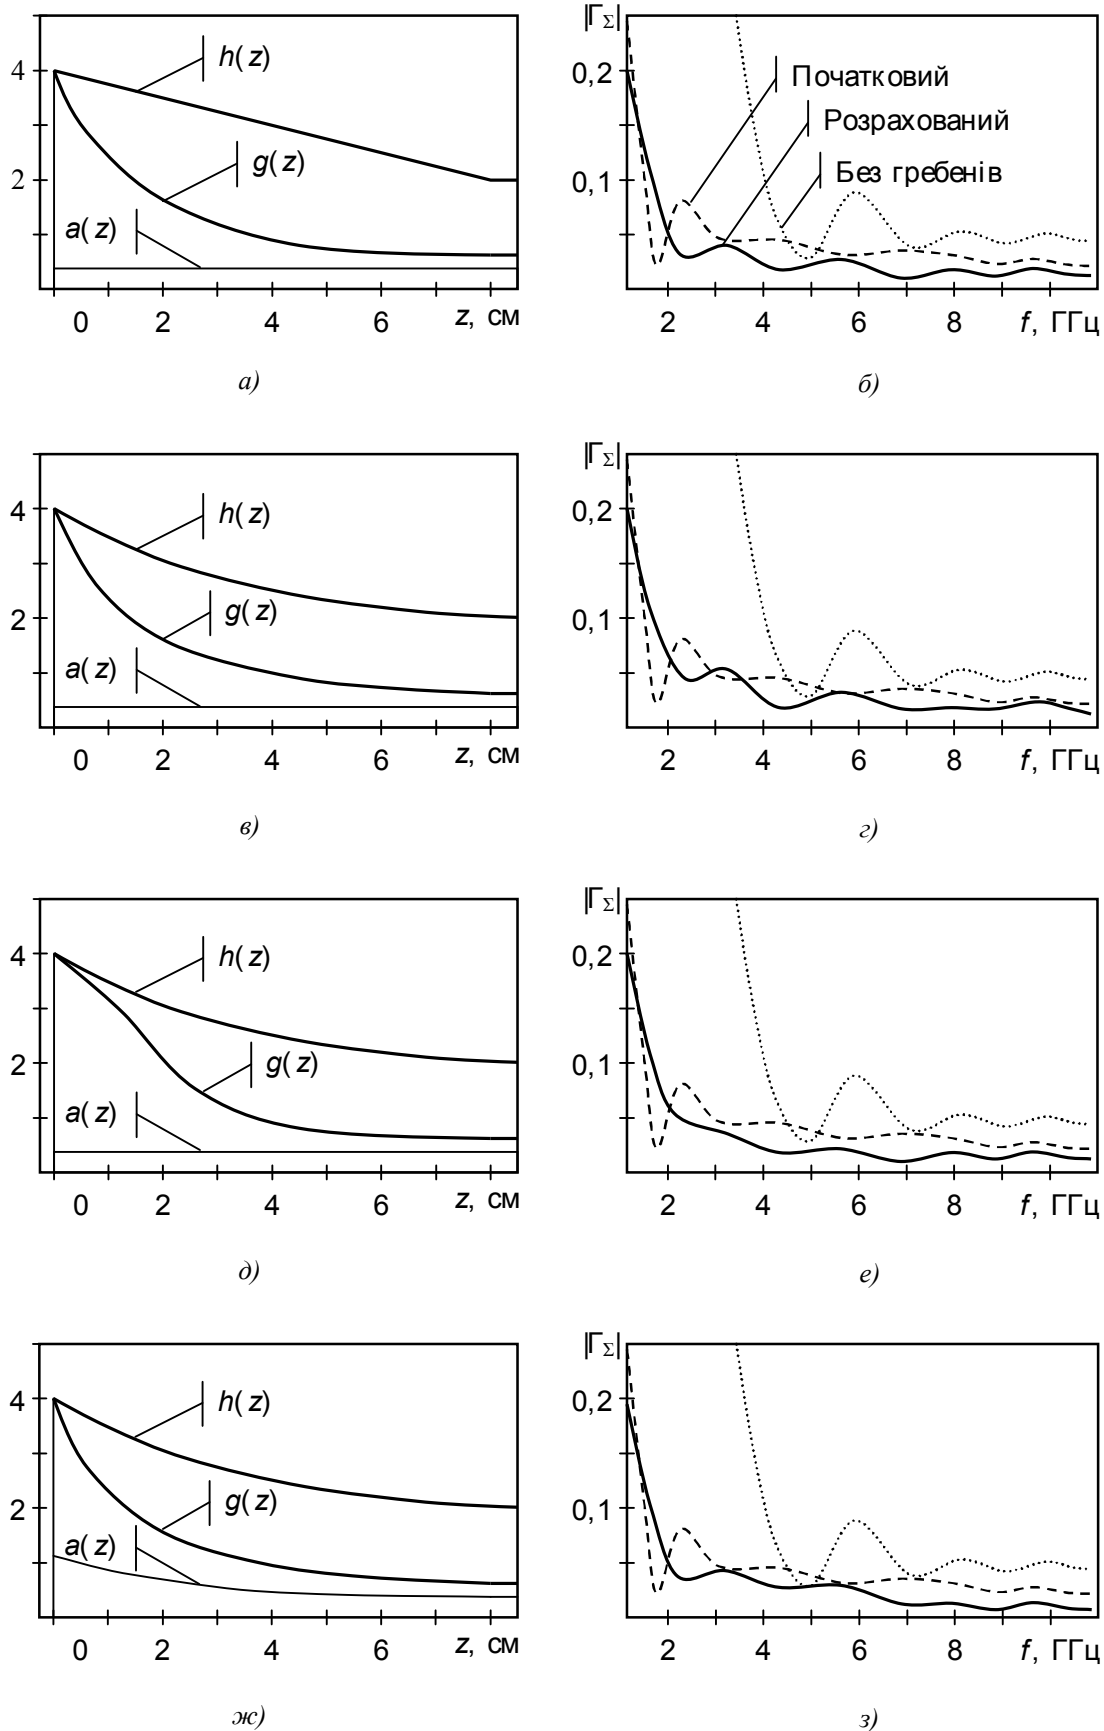 |Γ_Σ|
4
h(z)
0,2
Початковий
Розрахований
g(z)
2
0,1
Без гребенів
a(z)
0 2 4 6 z, см
2 4 6 8 f, ГГц
а)
б)
|Γ_Σ|
4
h(z)
0,2
g(z)
2
0,1
a(z)
0 2 4 6 z, см
2 4 6 8 f, ГГц
в)
г)
|Γ_Σ|
4
h(z)
0,2
g(z)
2
0,1
a(z)
0 2 4 6 z, см
2 4 6 8 f, ГГц
д)
е)
|Γ_Σ|
4
h(z)
0,2
g(z)
2
0,1
a(z)
0 2 4 6 z, см
2 4 6 8 f, ГГц
ж)
з)